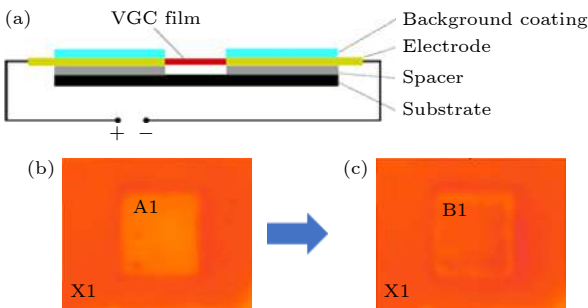 (a)
VGC film
Background coating
Electrode
Spacer
Substrate
+ −
(b)
A1
X1
(c)
B1
X1